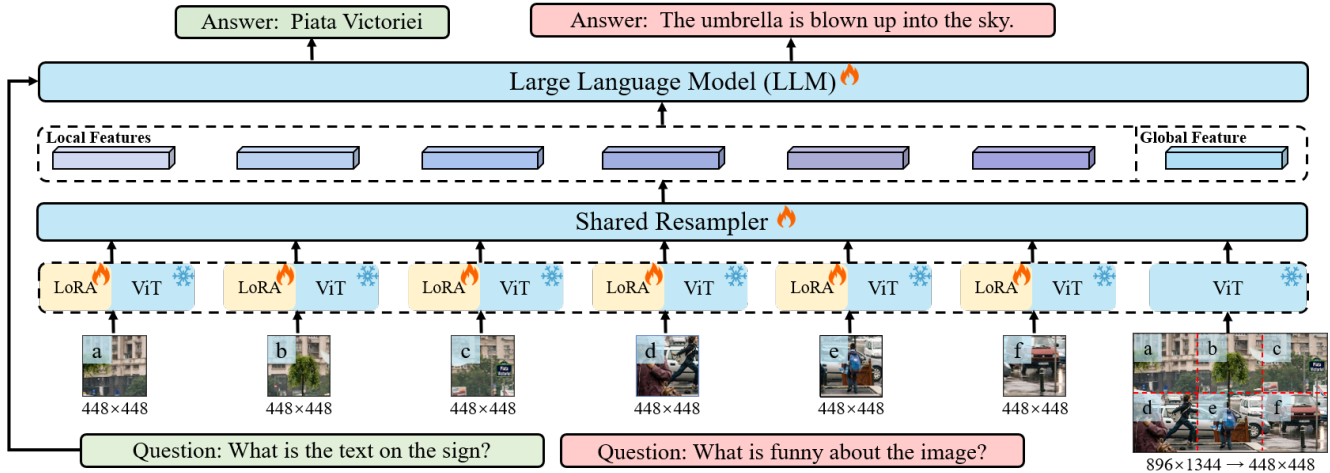 Answer: Piata Victoriei
Answer: The umbrella is blown up into the sky.
Large Language Model (LLM)
Local Features
Global Feature
Shared Resampler
LoRA ViT LoRA ViT LoRA ViT LoRA ViT LoRA ViT LoRA ViT ViT
a b c d e f
Piata Victoriei
a b c
d e f
448×448 448×448 448×448 448×448 448×448 448×448
Question: What is the text on the sign?
Question: What is funny about the image?
896×1344 → 448×448